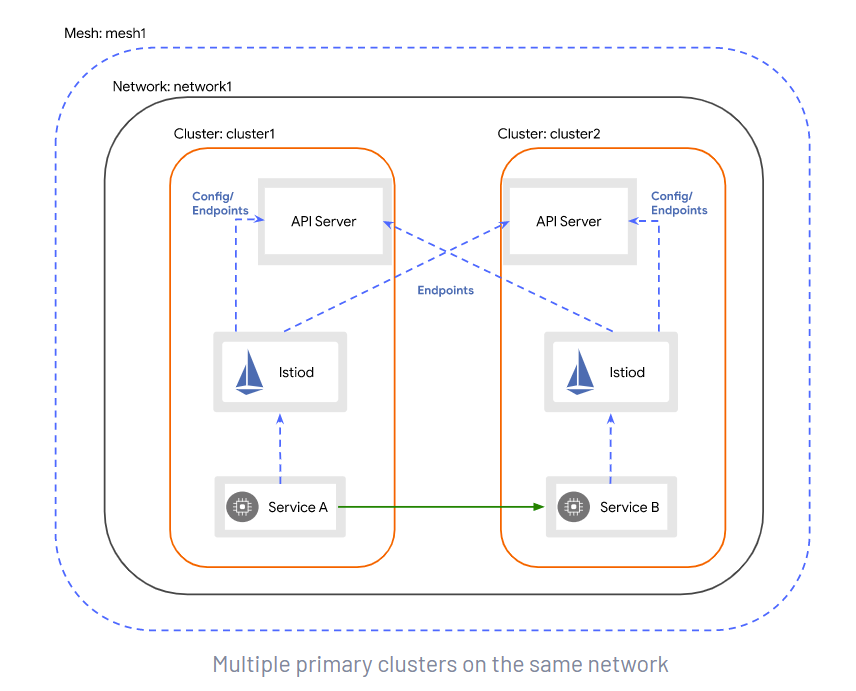 Mesh: mesh1
Network: network1
Cluster: cluster1
Cluster: cluster2
Config/
Endpoints
API Server
API Server
Config/
Endpoints
Endpoints
Istiod
Istiod
Service A
Service B
Multiple primary clusters on the same network